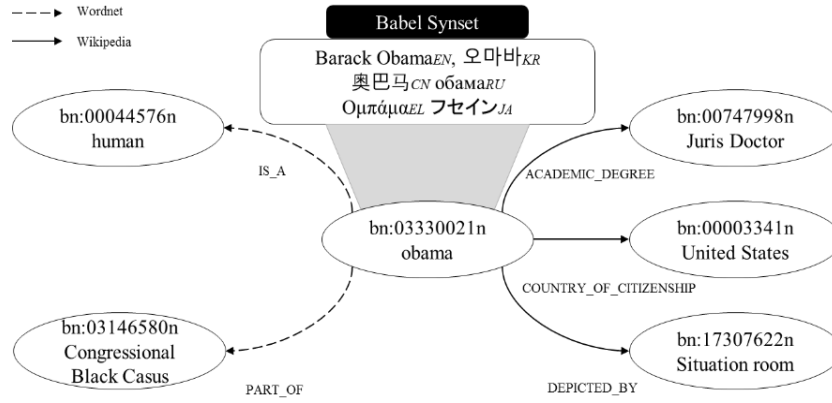 Wordnet
Wikipedia
Babel Synset
Barack ObamaEN, 오마바KR
奥巴马CN обамаRU
ΟμπάμαEL フセインJA
bn:00044576n
human
IS_A
bn:03330021n
obama
bn:03146580n
Congressional
Black Casus
PART_OF
bn:00747998n
Juris Doctor
ACADEMIC_DEGREE
bn:00003341n
United States
COUNTRY_OF_CITIZENSHIP
bn:17307622n
Situation room
DEPICTED_BY